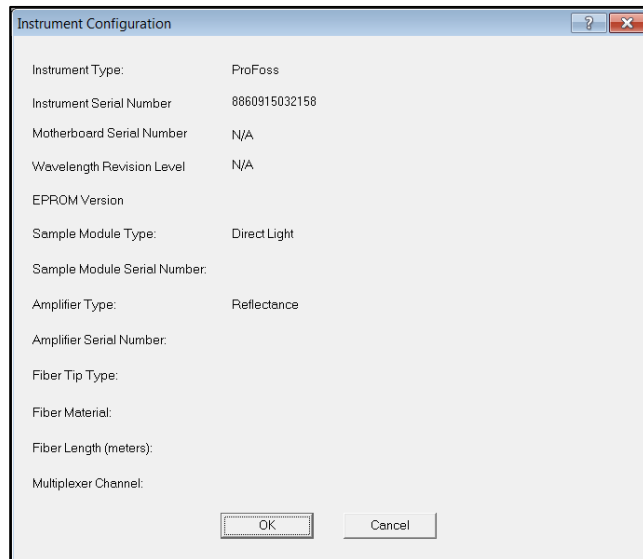 Instrument Configuration
Instrument Type: ProFoss
Instrument Serial Number 8860915032158
Motherboard Serial Number N/A
Wavelength Revision Level N/A
EPROM Version
Sample Module Type: Direct Light
Sample Module Serial Number:
Amplifier Type: Reflectance
Amplifier Serial Number:
Fiber Tip Type:
Fiber Material:
Fiber Length (meters):
Multiplexer Channel:
OK Cancel